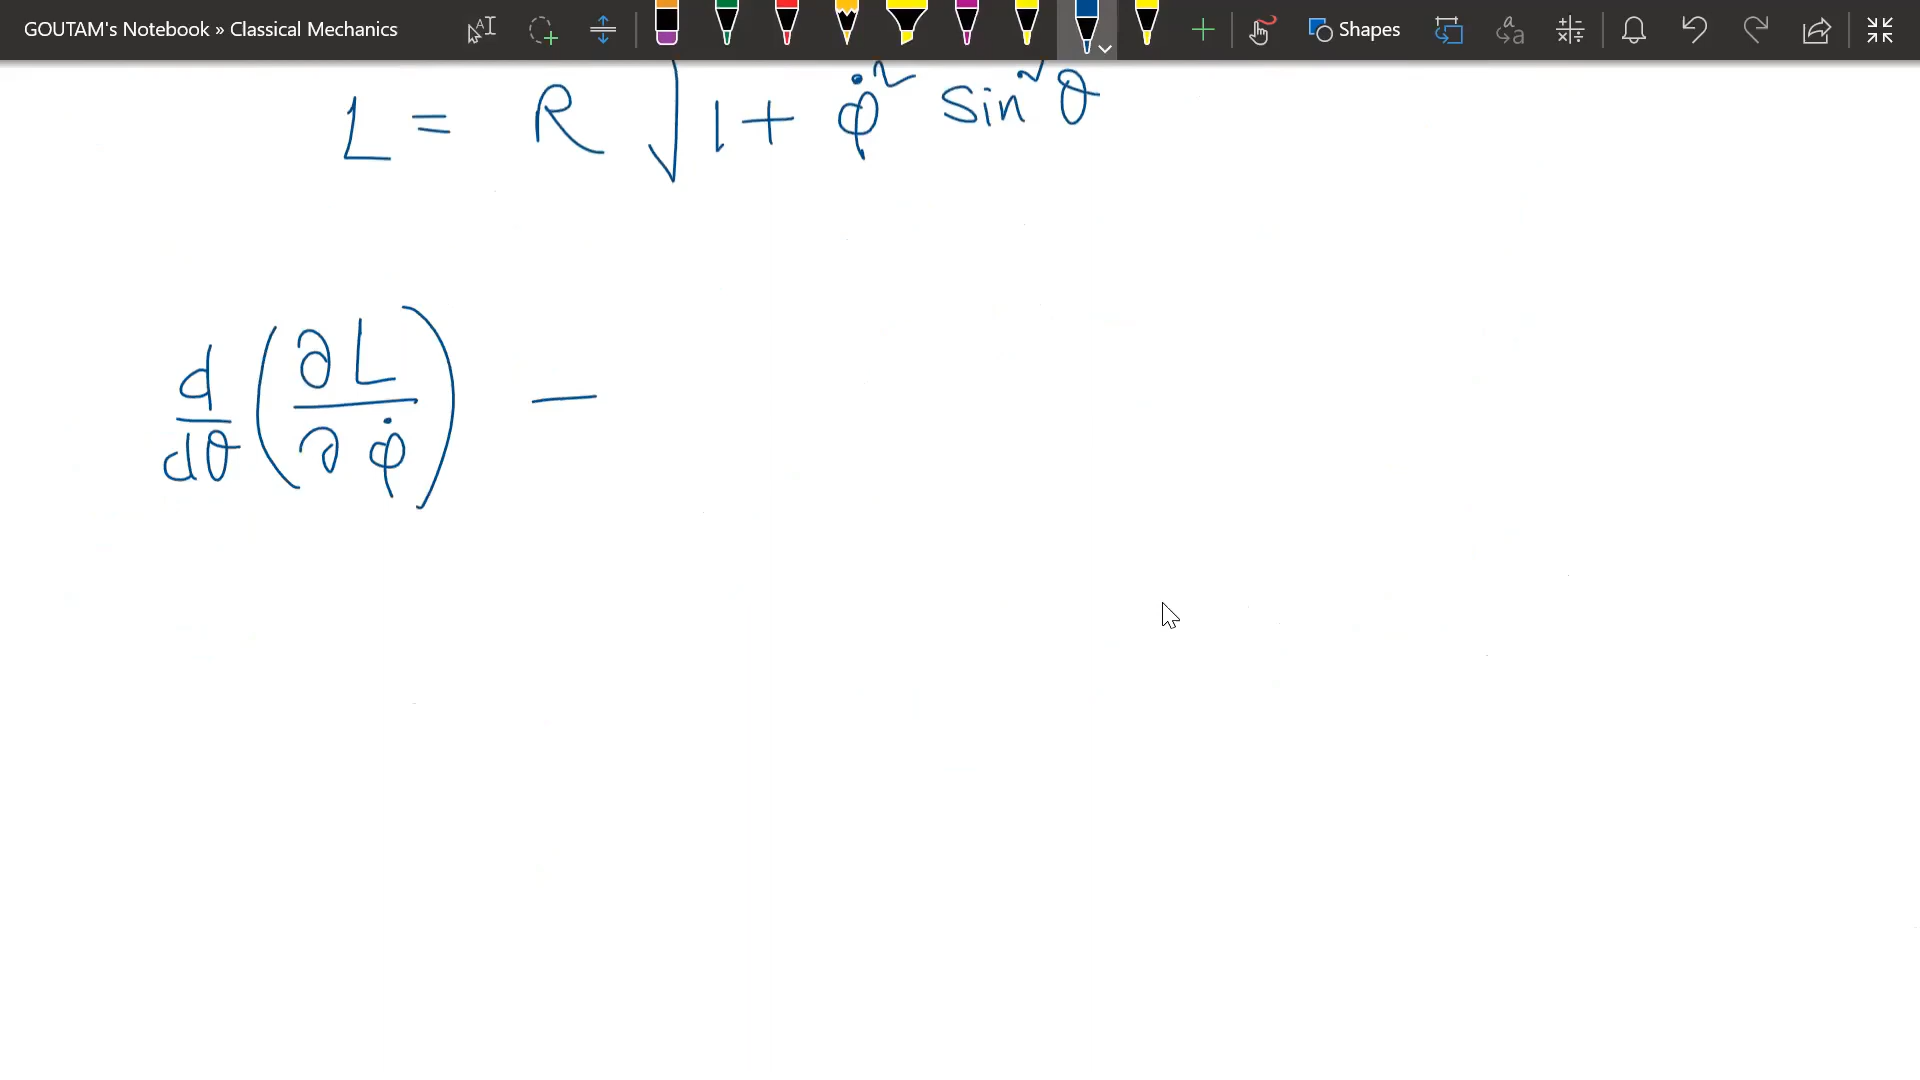 GOUTAM's Notebook » Classical Mechanics
Shapes
L = R √1 + φ̇² sin²θ
d/dθ (∂L/∂φ̇) −